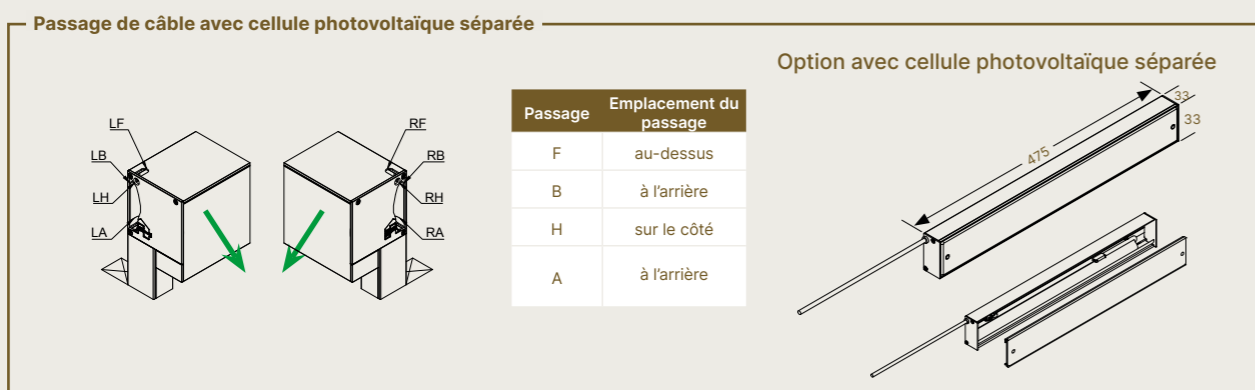 Passage de câble avec cellule photovoltaïque séparée
LF
LB
LH
LA
RF
RB
RH
RA
Passage
Emplacement du
passage
F
au-dessus
B
à l'arrière
H
sur le côté
A
à l'arrière
Option avec cellule photovoltaïque séparée
33
33
475